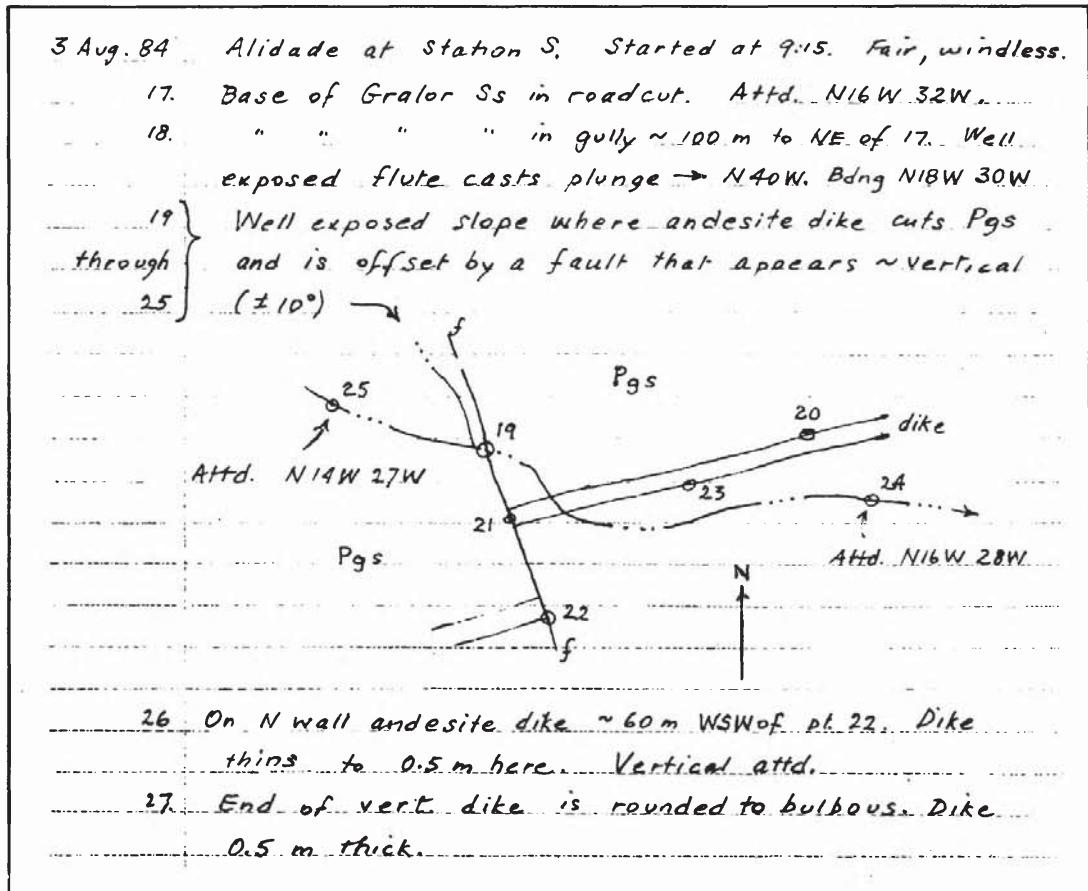 3 Aug. 84 Alidade at Station S. Started at 9:15. Fair, windless.
17. Base of Gralor Ss in roadcut. Attd. N16W 32W.
18. " " " " in gully ~100 m to NE of 17. Well
exposed flute casts plunge → N40W. Bdng N18W 30W
19 Well exposed slope where andesite dike cuts Pgs
through and is offset by a fault that appears ~vertical
25 (±10°)
f
Pgs
25
20
19
dike
Attd. N14W 27W
23
24
21
Pgs
Attd. N16W 28W
N
22
f
26 On N wall andesite dike ~60m WSW of pt. 22. Dike
thins to 0.5 m here. Vertical attd.
27. End of vert dike is rounded to bulbous. Dike
0.5 m thick.